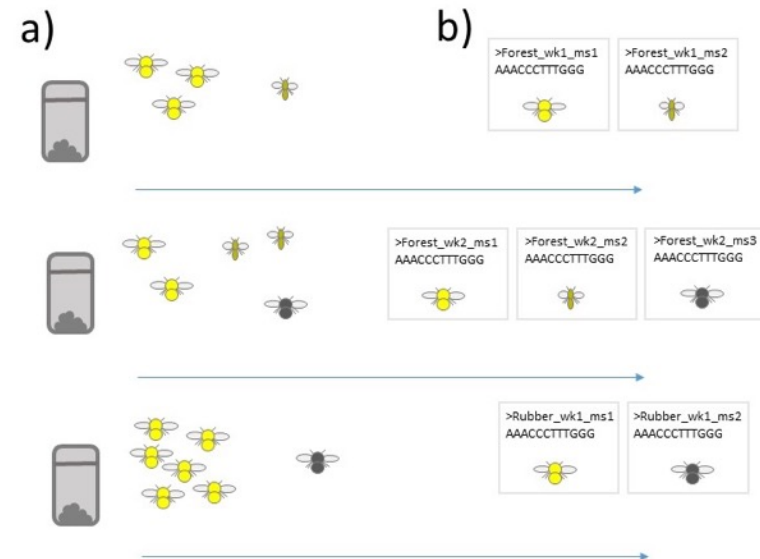 a)
b)
>Forest_wk1_ms1
AAACCCTTTGGG
>Forest_wk1_ms2
AAACCCTTTGGG
>Forest_wk2_ms1
AAACCCTTTGGG
>Forest_wk2_ms2
AAACCCTTTGGG
>Forest_wk2_ms3
AAACCCTTTGGG
>Rubber_wk1_ms1
AAACCCTTTGGG
>Rubber_wk1_ms2
AAACCCTTTGGG